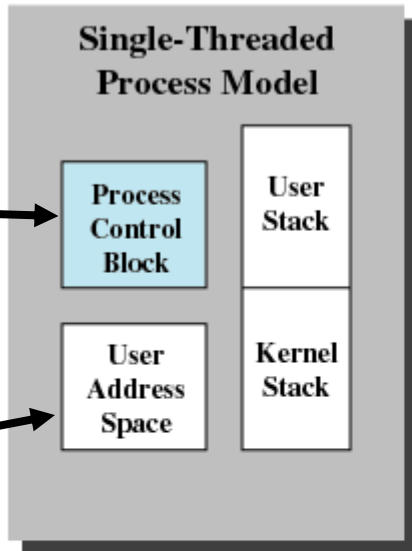 Single-Threaded
Process Model
Process
Control
Block
User
Stack
User
Address
Space
Kernel
Stack